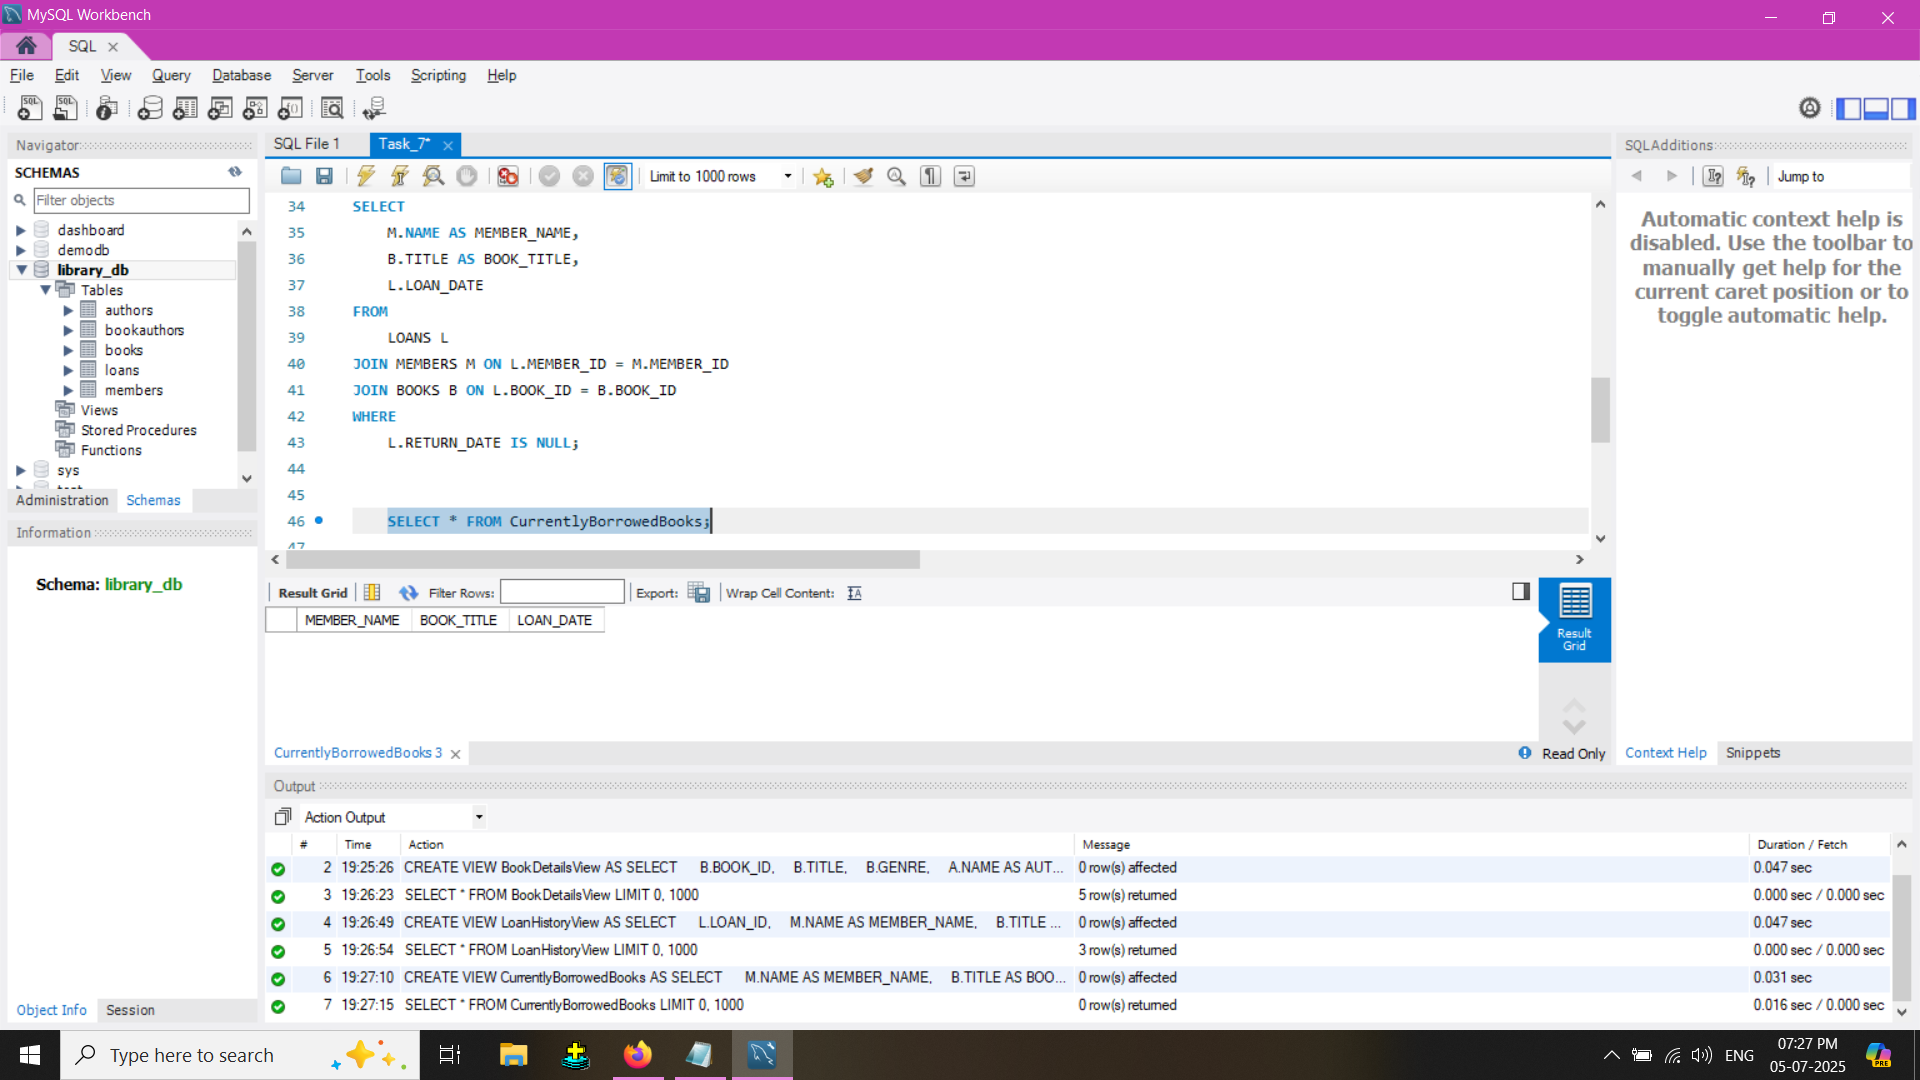 MySQL Workbench
SQL
File Edit View Query Database Server Tools Scripting Help
Navigator
SCHEMAS
Filter objects
dashboard
demodb
library_db
Tables
authors
bookauthors
books
loans
members
Views
Stored Procedures
Functions
sys
Administration Schemas
Information
Schema: library_db
Object Info Session
SQL File 1 Task_7*
Limit to 1000 rows
34 SELECT
35 M.NAME AS MEMBER_NAME,
36 B.TITLE AS BOOK_TITLE,
37 L.LOAN_DATE
38 FROM
39 LOANS L
40 JOIN MEMBERS M ON L.MEMBER_ID = M.MEMBER_ID
41 JOIN BOOKS B ON L.BOOK_ID = B.BOOK_ID
42 WHERE
43 L.RETURN_DATE IS NULL;
44
45
46 SELECT * FROM CurrentlyBorrowedBooks;
47
Result Grid Filter Rows: Export: Wrap Cell Content:
MEMBER_NAME BOOK_TITLE LOAN_DATE
Result
Grid
CurrentlyBorrowedBooks 3
Read Only
SQLAdditions
Jump to
Automatic context help is
disabled. Use the toolbar to
manually get help for the
current caret position or to
toggle automatic help.
Context Help Snippets
Output
Action Output
# Time Action Message Duration / Fetch
2 19:25:26 CREATE VIEW BookDetailsView AS SELECT B.BOOK_ID, B.TITLE, B.GENRE, A.NAME AS AUT... 0 row(s) affected 0.047 sec
3 19:26:23 SELECT * FROM BookDetailsView LIMIT 0, 1000 5 row(s) returned 0.000 sec / 0.000 sec
4 19:26:49 CREATE VIEW LoanHistoryView AS SELECT L.LOAN_ID, M.NAME AS MEMBER_NAME, B.TITLE ... 0 row(s) affected 0.047 sec
5 19:26:54 SELECT * FROM LoanHistoryView LIMIT 0, 1000 3 row(s) returned 0.000 sec / 0.000 sec
6 19:27:10 CREATE VIEW CurrentlyBorrowedBooks AS SELECT M.NAME AS MEMBER_NAME, B.TITLE AS BOO... 0 row(s) affected 0.031 sec
7 19:27:15 SELECT * FROM CurrentlyBorrowedBooks LIMIT 0, 1000 0 row(s) returned 0.016 sec / 0.000 sec
Type here to search
ENG
07:27 PM
05-07-2025
PRE